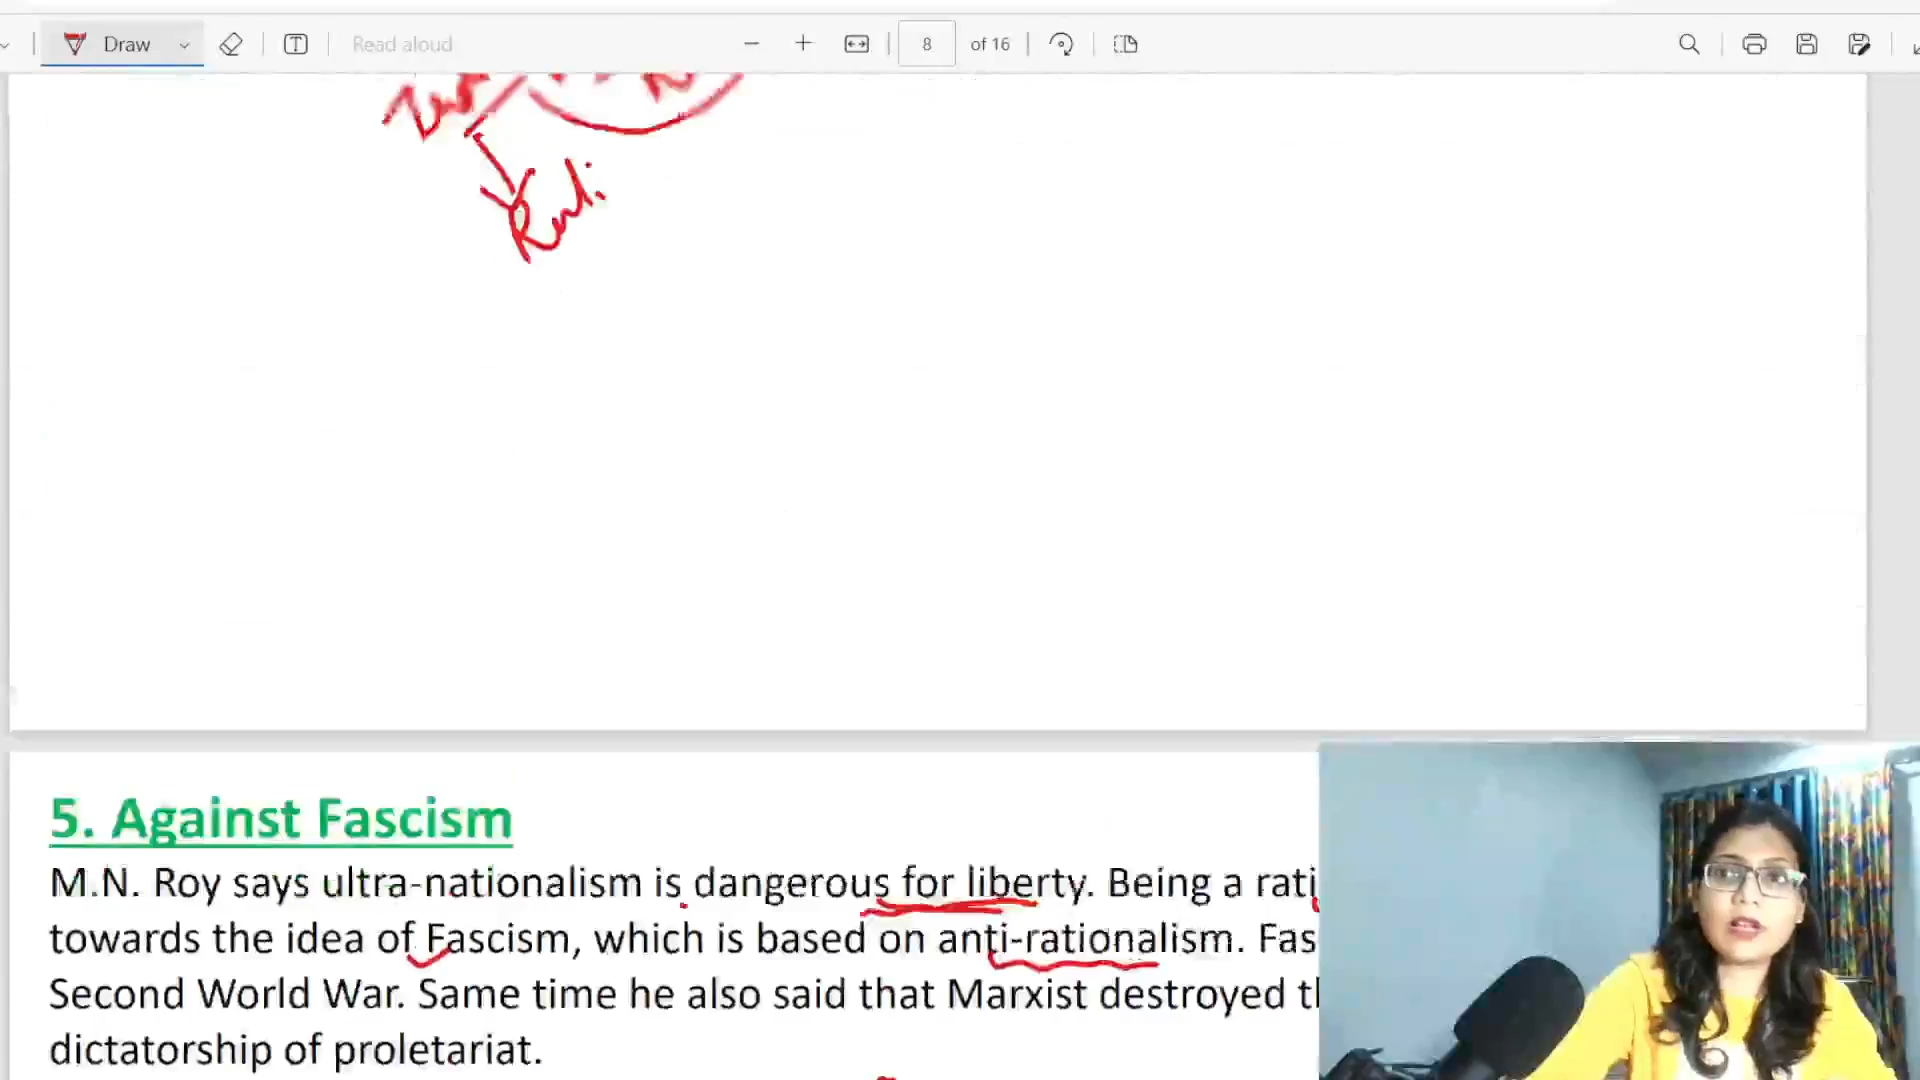 Draw
Read aloud
8 of 16
5. Against Fascism
M.N. Roy says ultra-nationalism is dangerous for liberty. Being a rati
towards the idea of Fascism, which is based on anti-rationalism. Fas
Second World War. Same time he also said that Marxist destroyed th
dictatorship of proletariat.